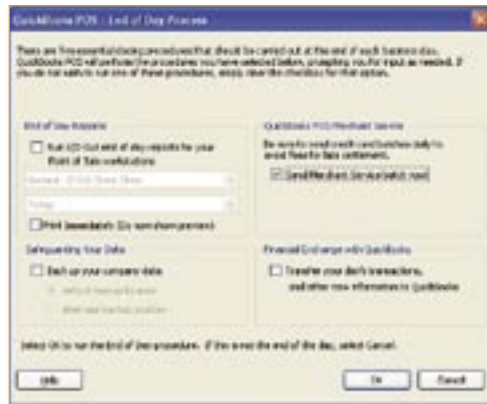 QuickBooks POS - End of Day Process
There are five essential closing procedures that should be carried out at the end of each business day.
QuickBooks POS will perform the procedures you have selected below, prompting you for input as needed. If
you do not wish to run one of these procedures, simply clear the checkbox for that option.
End of Day Reports
Run X/Z-Out end of day reports for your
Point of Sale workstations
Today
Print immediately (Do not show preview)
QuickBooks POS Merchant Service
Be sure to send credit card batches daily to
avoid fees for late settlement.
Send Merchant Service batch now
Safeguarding Your Data
Back up your company data
Financial Exchange with QuickBooks
Transfer your day's transactions,
and other new information to QuickBooks
Select OK to run the End of Day procedure. If this is not the end of the day, select Cancel.
Help
OK
Cancel